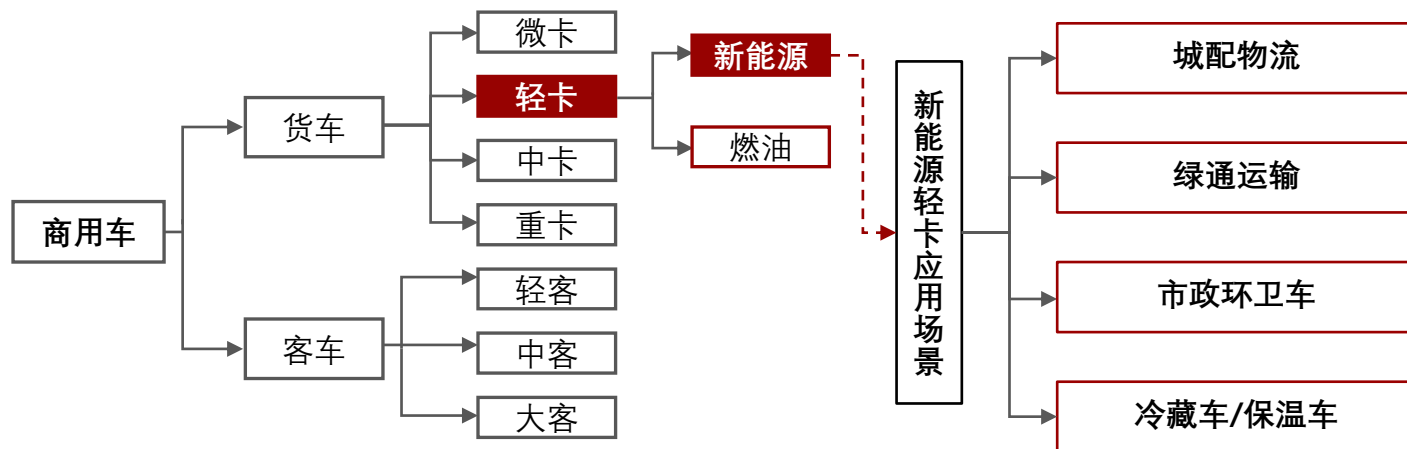 商用车
货车
客车
微卡
轻卡
中卡
重卡
轻客
中客
大客
新能源
燃油
新能源轻卡应用场景
城配物流
绿通运输
市政环卫车
冷藏车/保温车